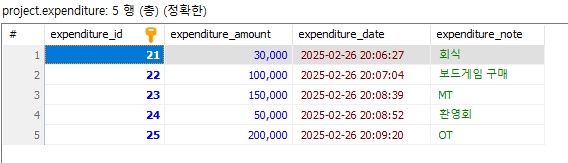 project.expenditure: 5 행 (총) (정확한)
# expenditure_id expenditure_amount expenditure_date expenditure_note
1 21 30,000 2025-02-26 20:06:27 회식
2 22 100,000 2025-02-26 20:07:04 보드게임 구매
3 23 150,000 2025-02-26 20:08:39 MT
4 24 50,000 2025-02-26 20:08:52 환영회
5 25 200,000 2025-02-26 20:09:20 OT